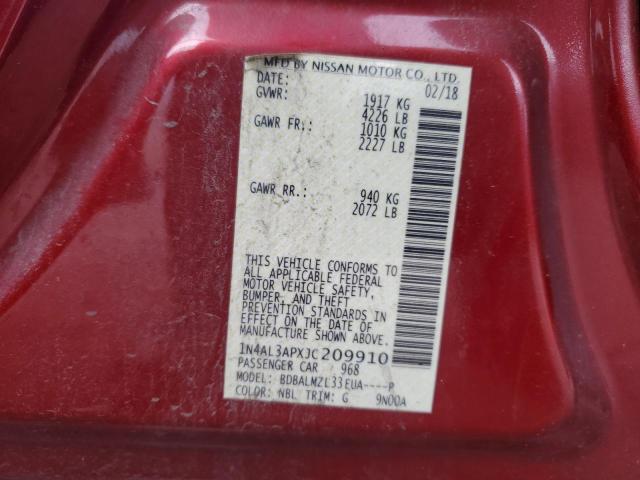 MFD BY NISSAN MOTOR CO., LTD.
DATE: 02/18
GVWR: 1917 KG
4226 LB
GAWR FR.: 1010 KG
2227 LB
GAWR RR.: 940 KG
2072 LB
THIS VEHICLE CONFORMS TO
ALL APPLICABLE FEDERAL
MOTOR VEHICLE SAFETY,
BUMPER, AND THEFT
PREVENTION STANDARDS IN
EFFECT ON THE DATE OF
MANUFACTURE SHOWN ABOVE.
1N4AL3APXJC209910
PASSENGER CAR 968
MODEL: BDBALMZL33EUA----P
COLOR: NBL TRIM: G 9N00A